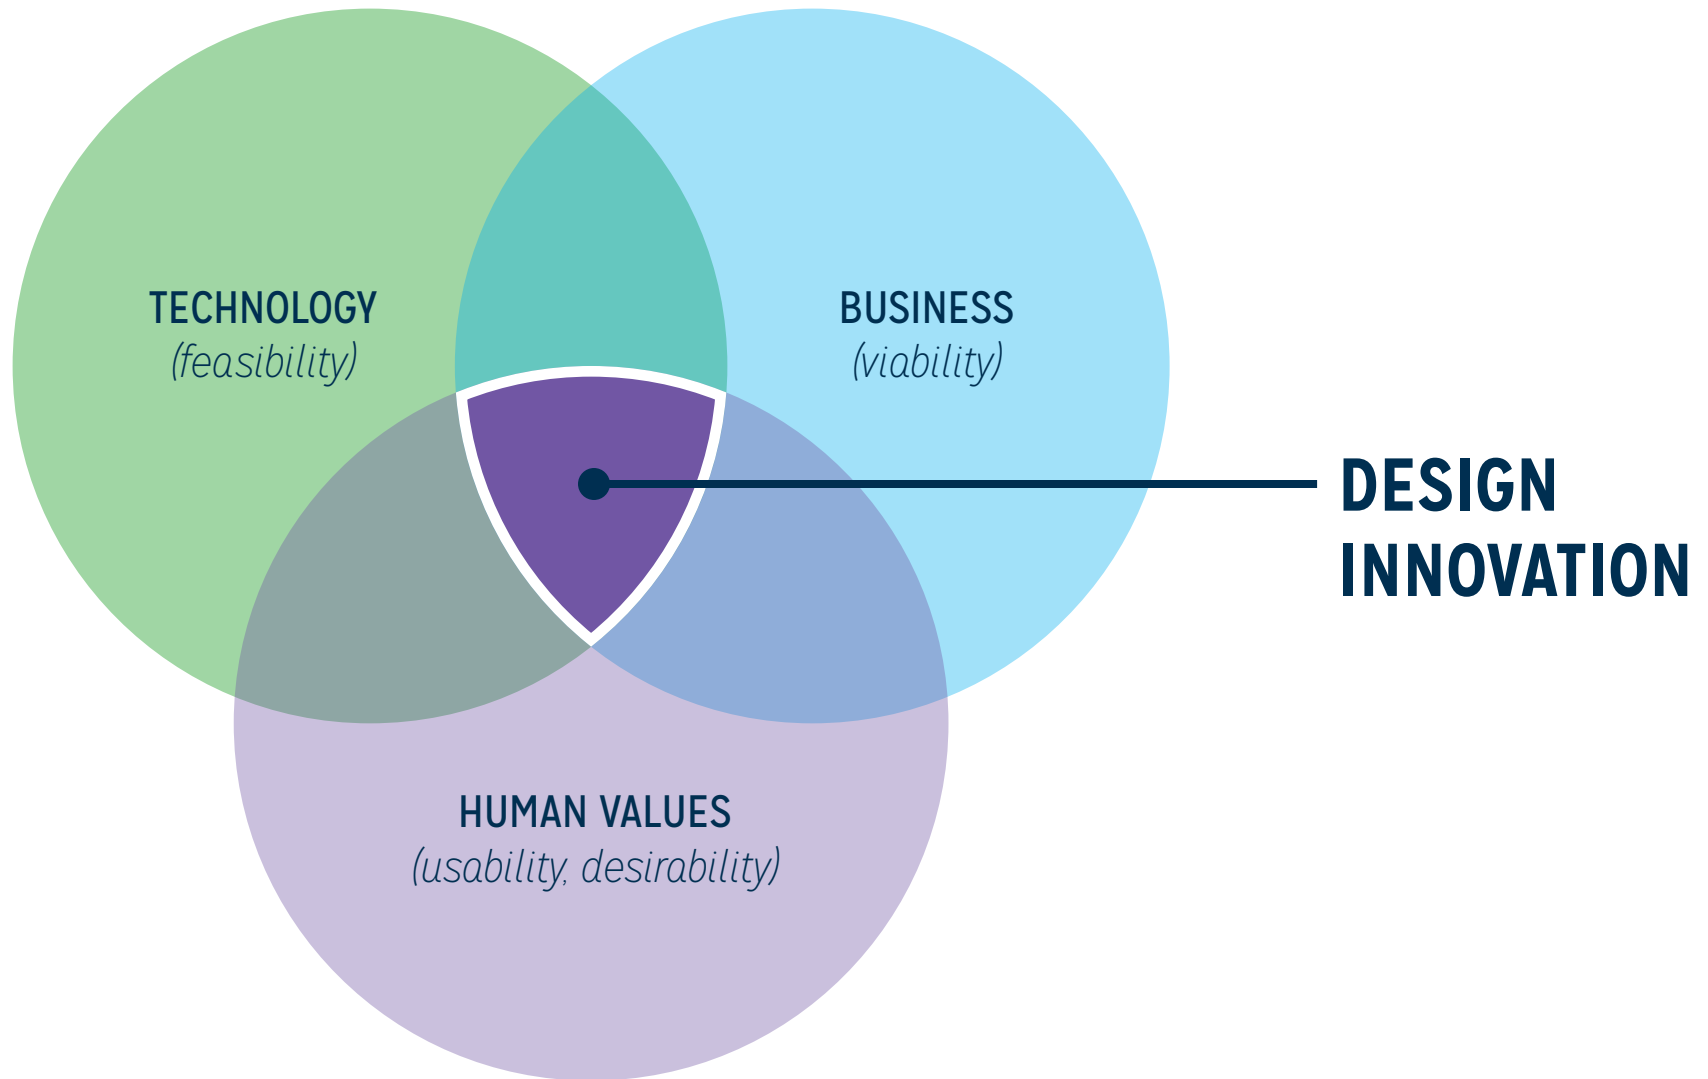 TECHNOLOGY
(feasibility)
BUSINESS
(viability)
DESIGN
INNOVATION
HUMAN VALUES
(usability, desirability)